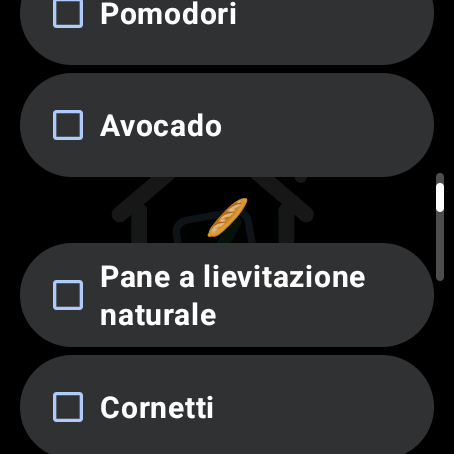 Pomodori
Avocado
Pane a lievitazione
naturale
Cornetti